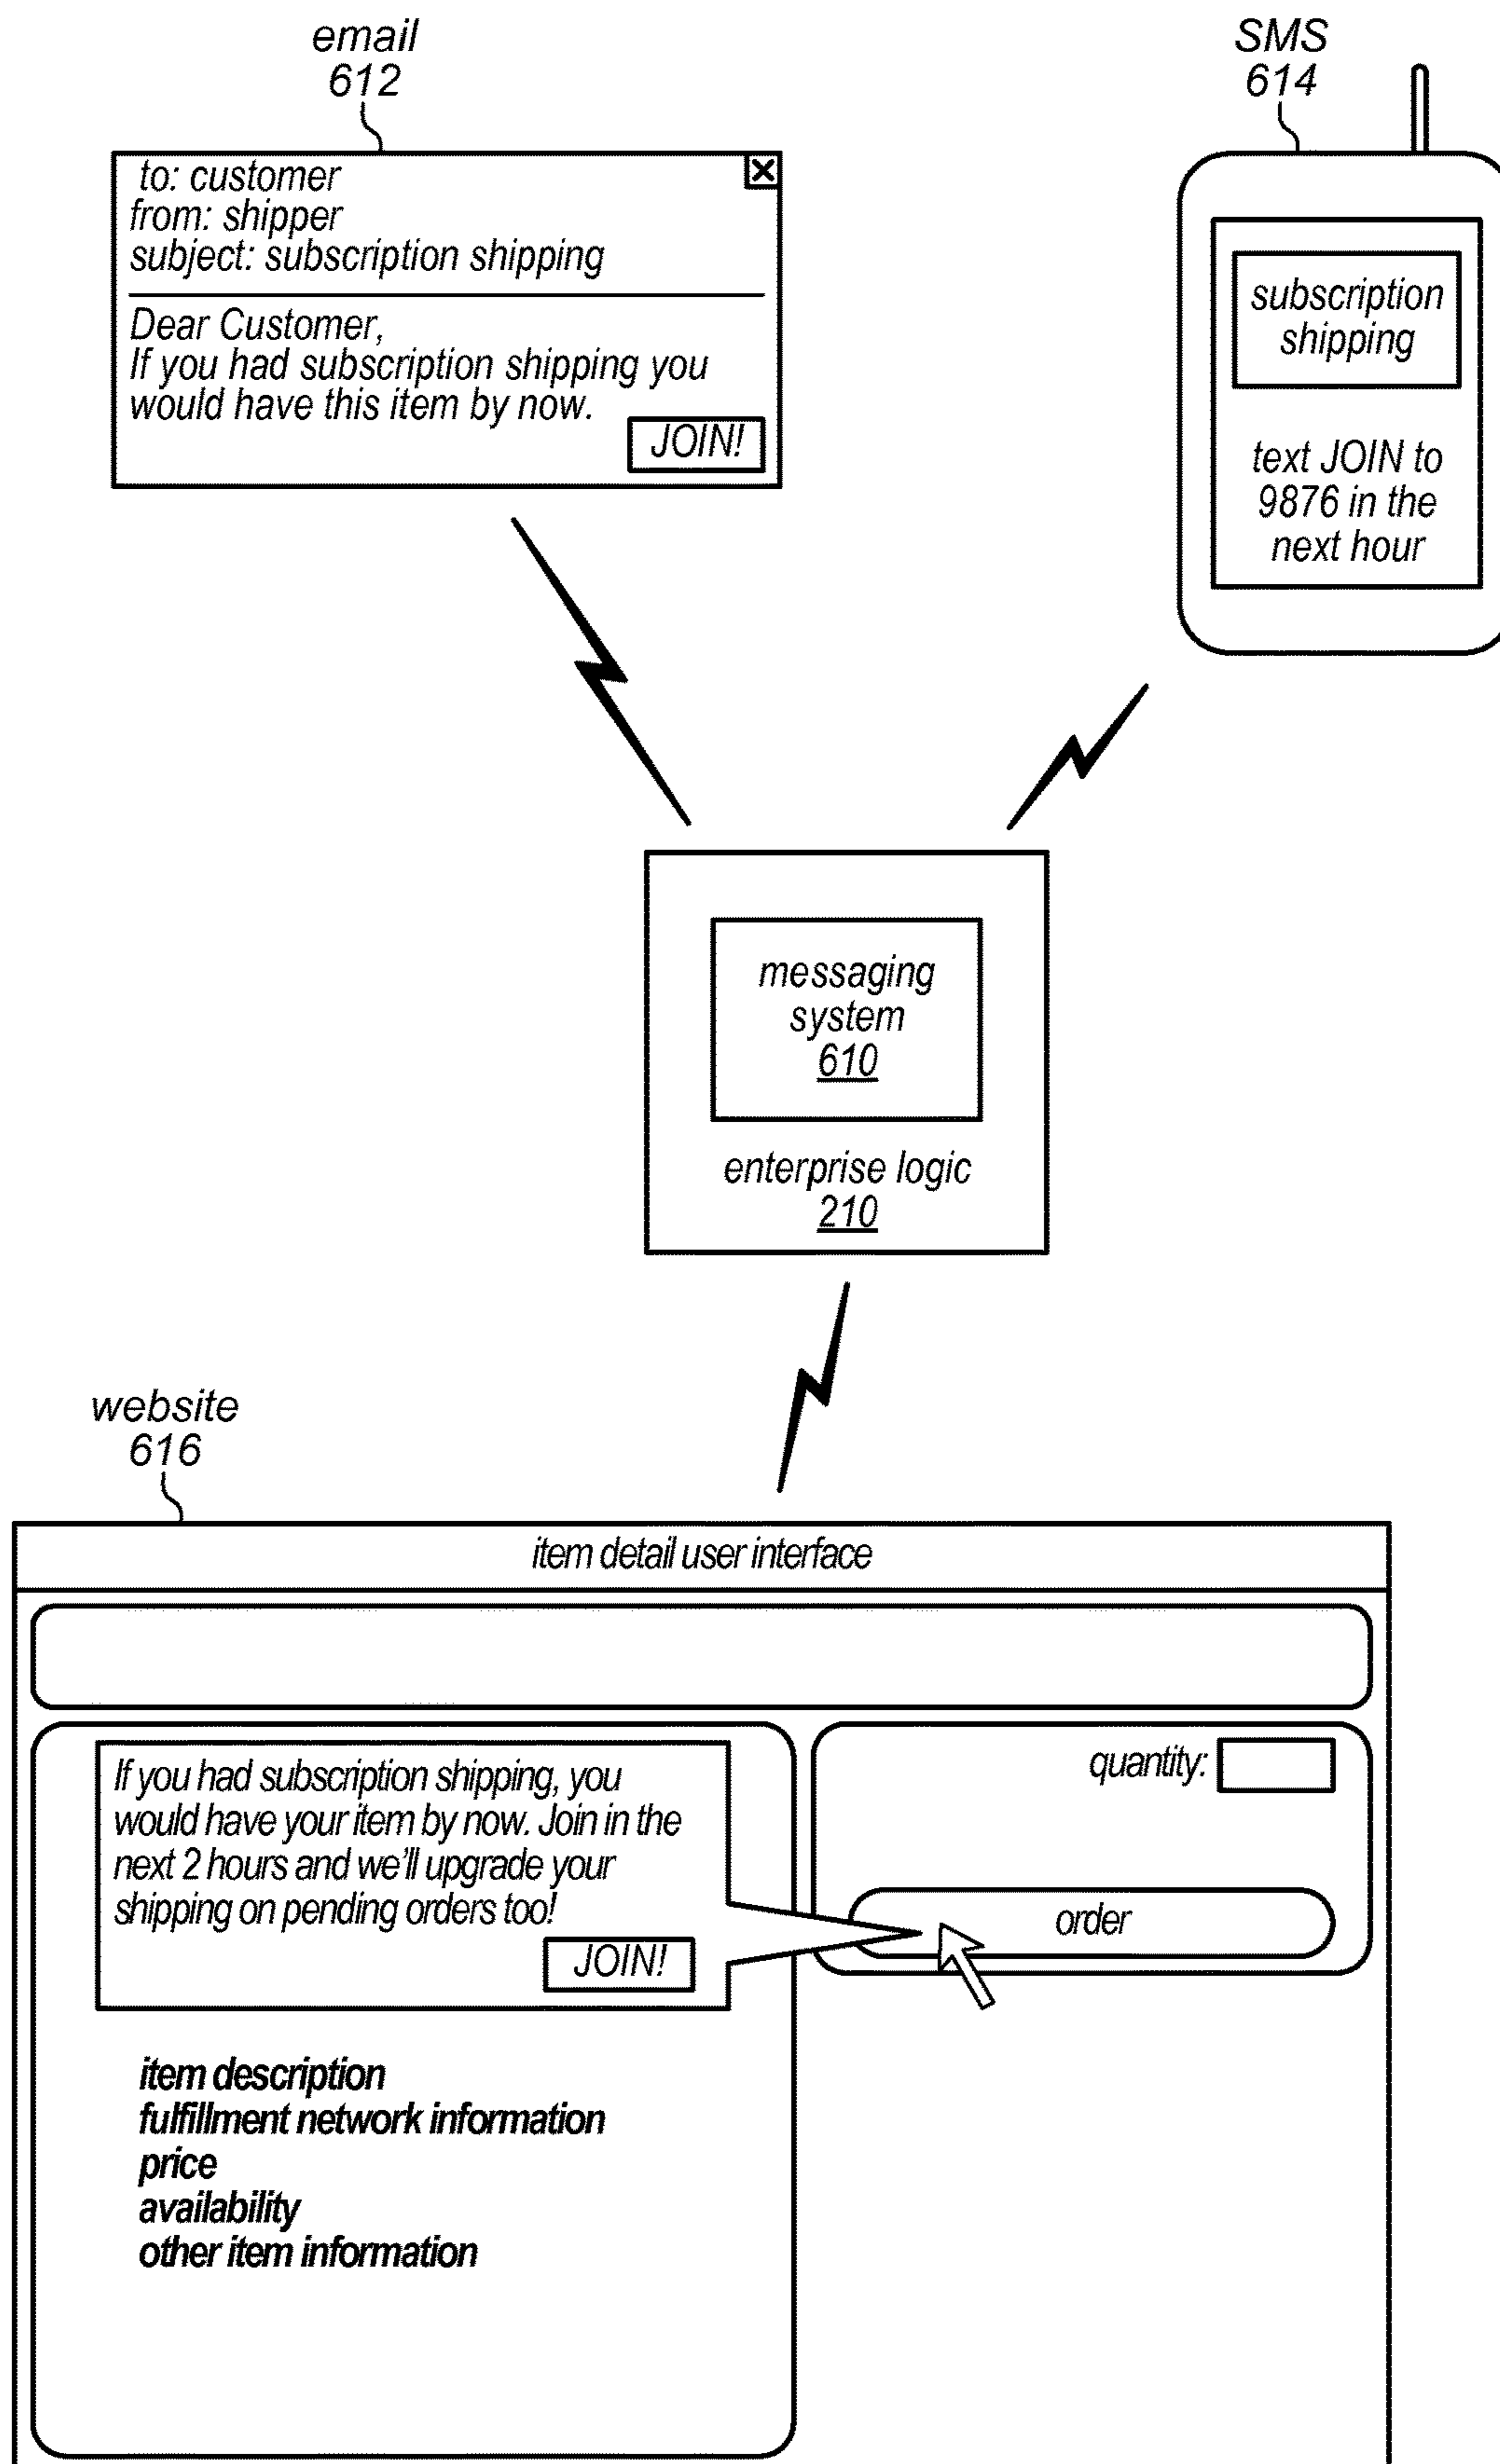 email
612
SMS
614
to: customer
from: shipper
subject: subscription shipping
Dear Customer,
If you had subscription shipping you
would have this item by now.
JOIN!
subscription
shipping
text JOIN to
9876 in the
next hour
messaging
system
610
enterprise logic
210
website
616
item detail user interface
If you had subscription shipping, you
would have your item by now. Join in the
next 2 hours and we'll upgrade your
shipping on pending orders too!
JOIN!
quantity:
order
item description
fulfillment network information
price
availability
other item information